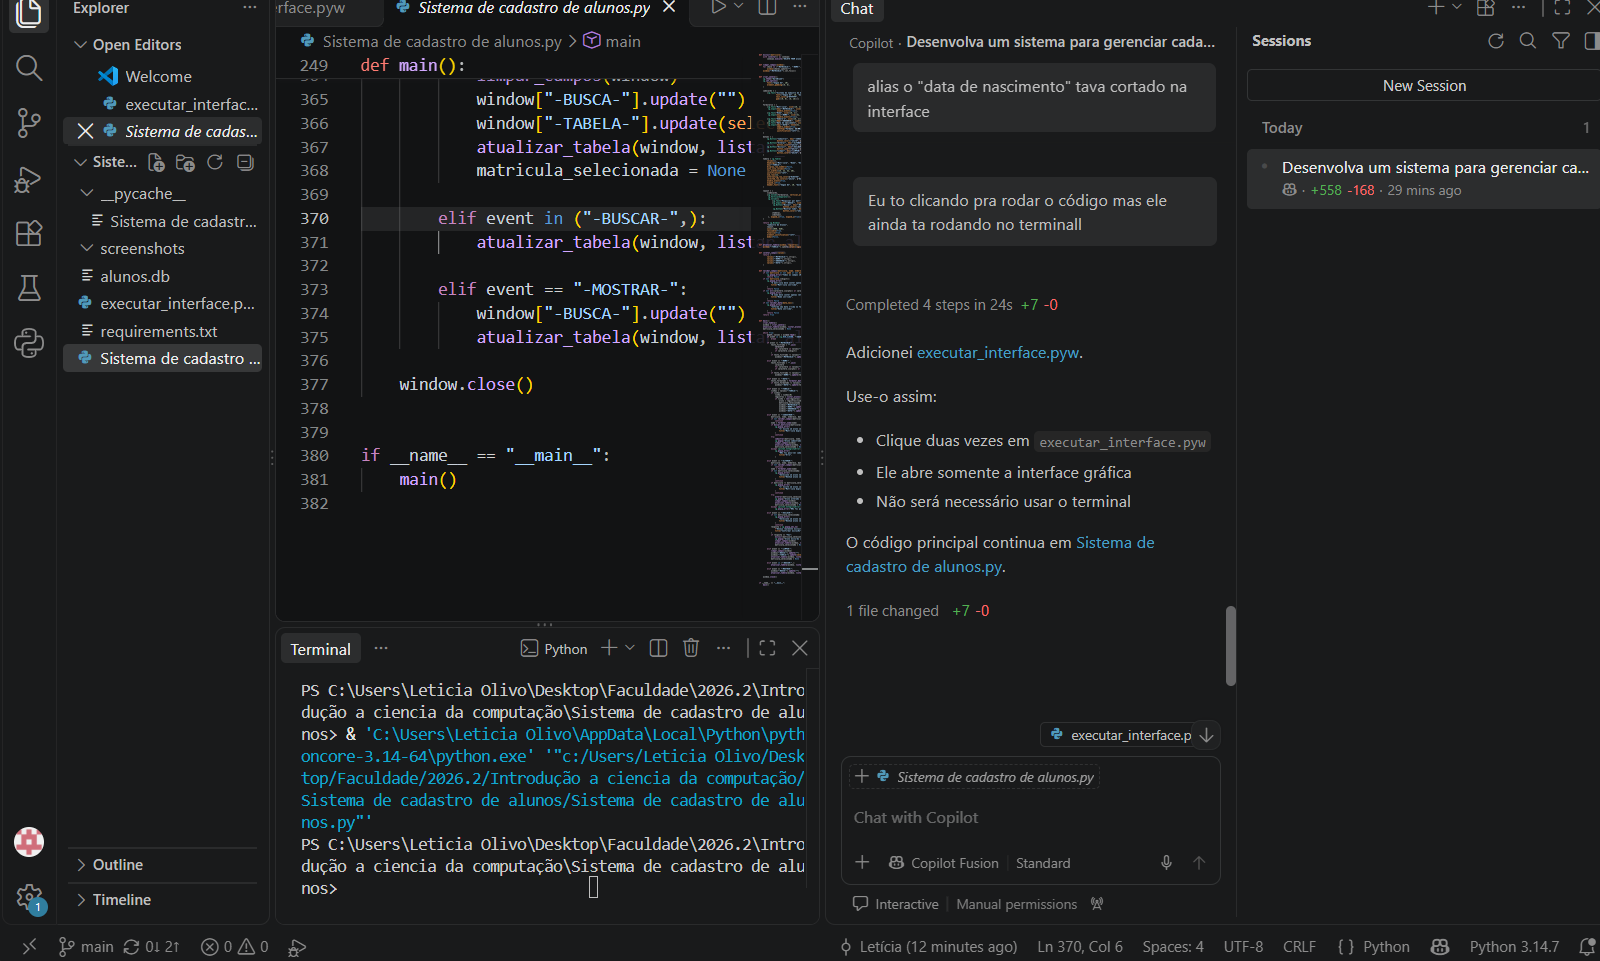 Explorer
Open Editors
Welcome
executar_interfac...
Sistema de cadas...
Siste...
__pycache__
Sistema de cadastr...
screenshots
alunos.db
executar_interface.p...
requirements.txt
Sistema de cadastro ...
Outline
Timeline
1
erface.pyw
Sistema de cadastro de alunos.py
Sistema de cadastro de alunos.py > main
249 def main():
365 window["-BUSCA-"].update("")
366 window["-TABELA-"].update(sel
367 atualizar_tabela(window, list
368 matricula_selecionada = None
369
370 elif event in ("-BUSCAR-",):
371 atualizar_tabela(window, list
372
373 elif event == "-MOSTRAR-":
374 window["-BUSCA-"].update("")
375 atualizar_tabela(window, list
376
377 window.close()
378
379
380 if __name__ == "__main__":
381 main()
382
Terminal
Python
PS C:\Users\Leticia Olivo\Desktop\Faculdade\2026.2\Intro
dução a ciencia da computação\Sistema de cadastro de alu
nos> & 'C:\Users\Leticia Olivo\AppData\Local\Python\pyth
oncore-3.14-64\python.exe' '"c:/Users/Leticia Olivo/Desk
top/Faculdade/2026.2/Introdução a ciencia da computação/
Sistema de cadastro de alunos/Sistema de cadastro de alu
nos.py"'
PS C:\Users\Leticia Olivo\Desktop\Faculdade\2026.2\Intro
dução a ciencia da computação\Sistema de cadastro de alu
nos>
Chat
Copilot · Desenvolva um sistema para gerenciar cada...
alias o "data de nascimento" tava cortado na
interface
Eu to clicando pra rodar o código mas ele
ainda ta rodando no terminall
Completed 4 steps in 24s +7 -0
Adicionei executar_interface.pyw.
Use-o assim:
• Clique duas vezes em executar_interface.pyw
• Ele abre somente a interface gráfica
• Não será necessário usar o terminal
O código principal continua em Sistema de
cadastro de alunos.py.
1 file changed +7 -0
executar_interface.p
Sistema de cadastro de alunos.py
Chat with Copilot
Copilot Fusion
Standard
Interactive
Manual permissions
Sessions
New Session
Today 1
Desenvolva um sistema para gerenciar ca...
· +558 -168 · 29 mins ago
main 0↓ 2↑ 0 0
Letícia (12 minutes ago) Ln 370, Col 6 Spaces: 4 UTF-8 CRLF { } Python Python 3.14.7